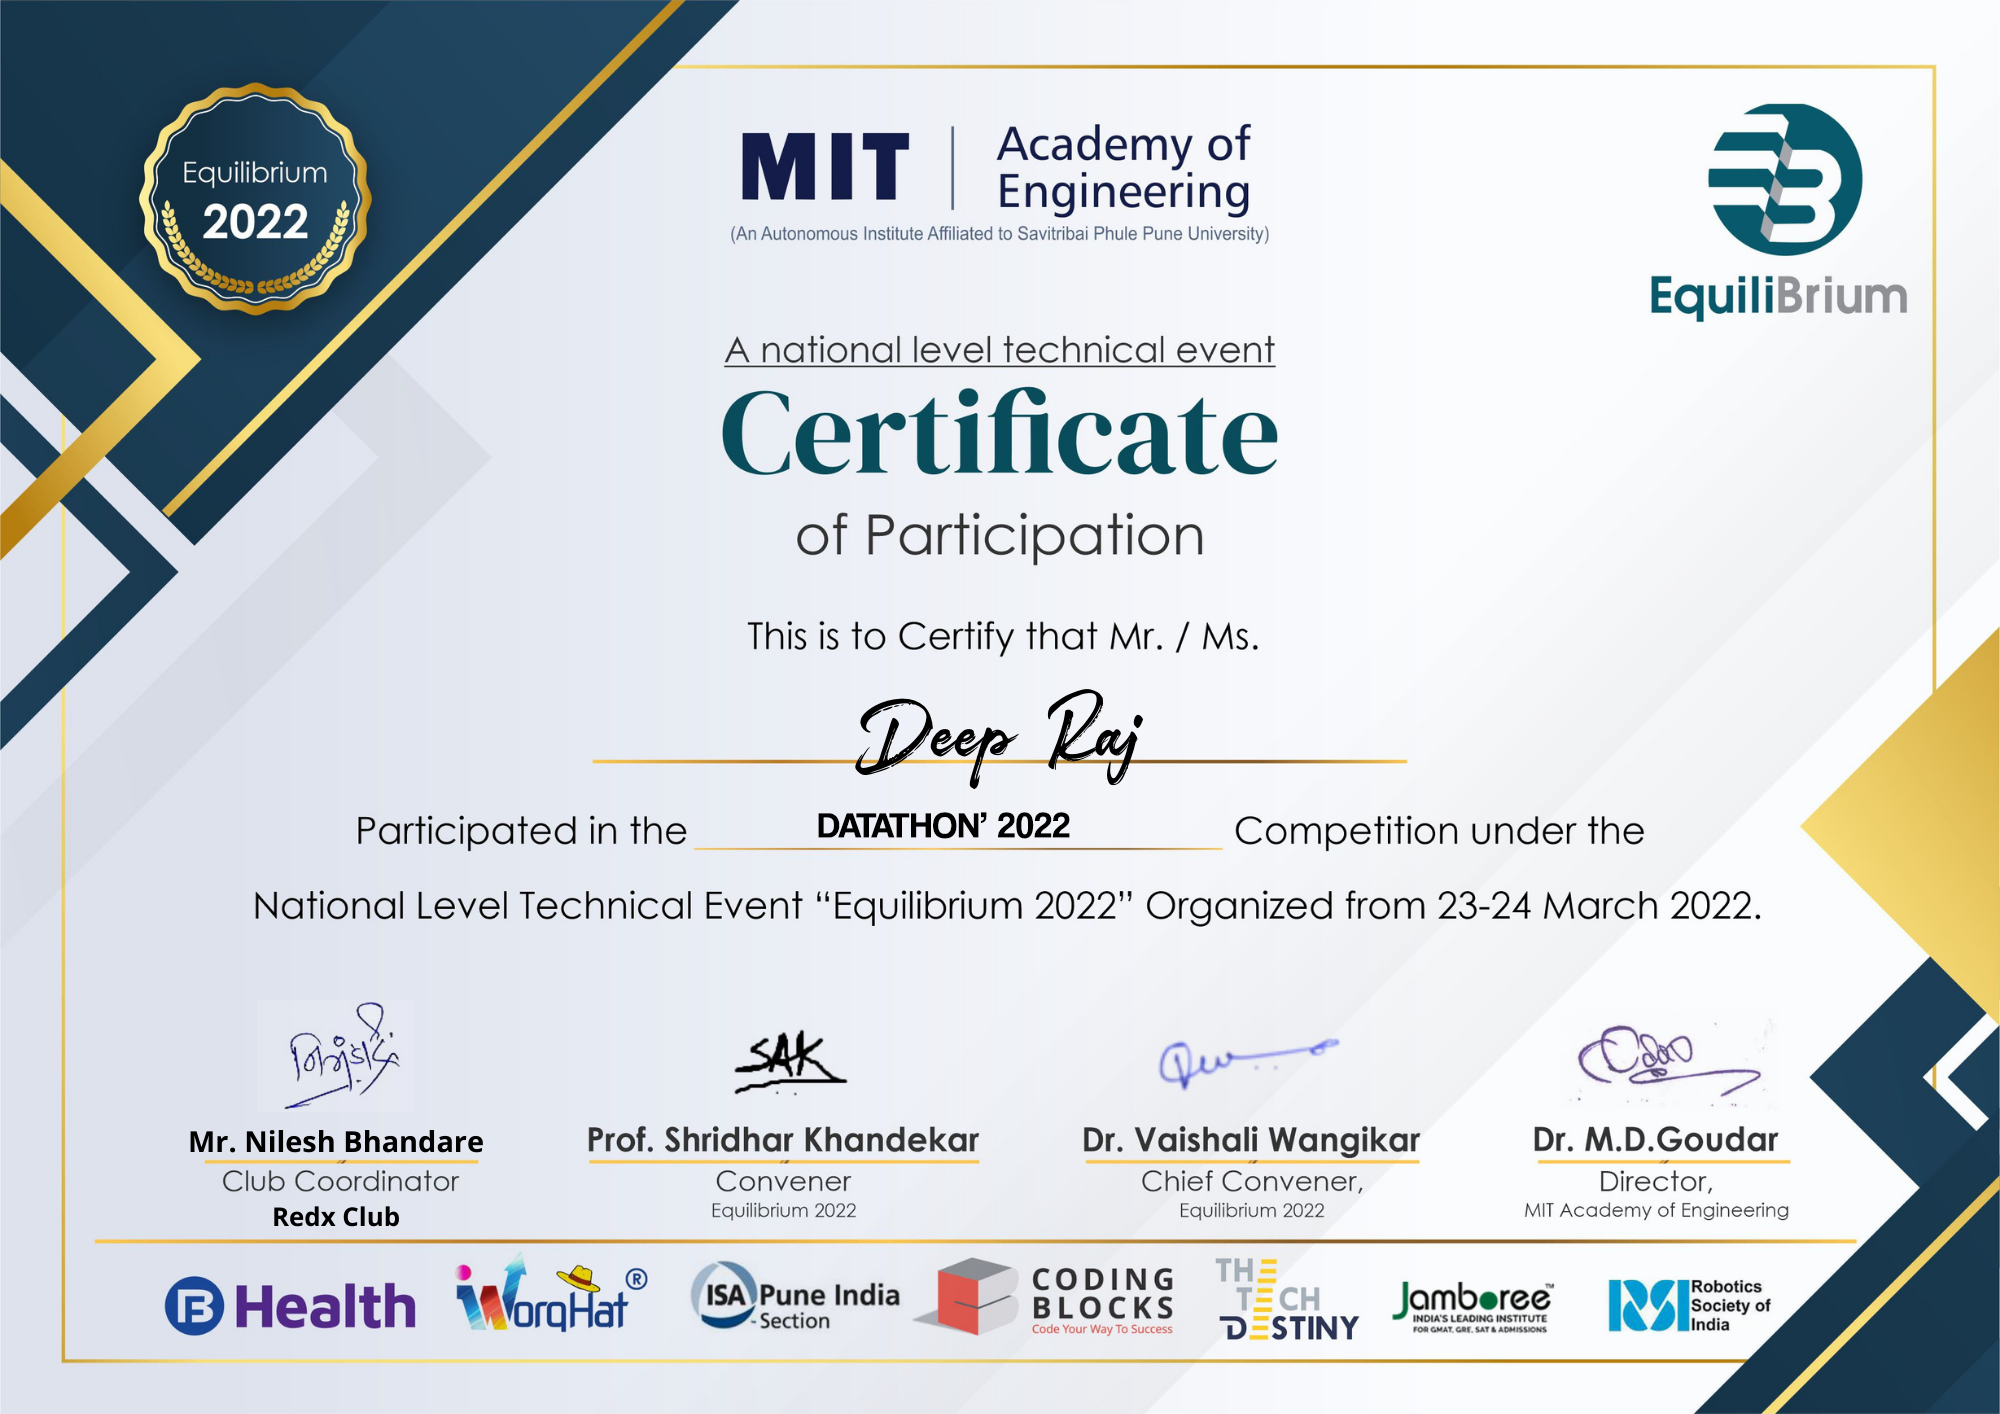 Equilibrium
2022
MIT
Academy of
Engineering
(An Autonomous Institute Affiliated to Savitribai Phule Pune University)
EquiliBrium
A national level technical event
Certificate
of Participation
This is to Certify that Mr. / Ms.
Deep Raj
Participated in the DATATHON’ 2022 Competition under the
National Level Technical Event “Equilibrium 2022” Organized from 23-24 March 2022.
SAK
Mr. Nilesh Bhandare
Club Coordinator
Redx Club
Prof. Shridhar Khandekar
Convener
Equilibrium 2022
Dr. Vaishali Wangikar
Chief Convener,
Equilibrium 2022
Dr. M.D.Goudar
Director,
MIT Academy of Engineering
B Health
WorqHat ®
ISA Pune India
- Section
CODING
BLOCKS
Code Your Way To Success
THE
TECH
DESTINY
Jamboree™
INDIA'S LEADING INSTITUTE
FOR GMAT, GRE, SAT & ADMISSIONS
RSI
Robotics
Society of
India